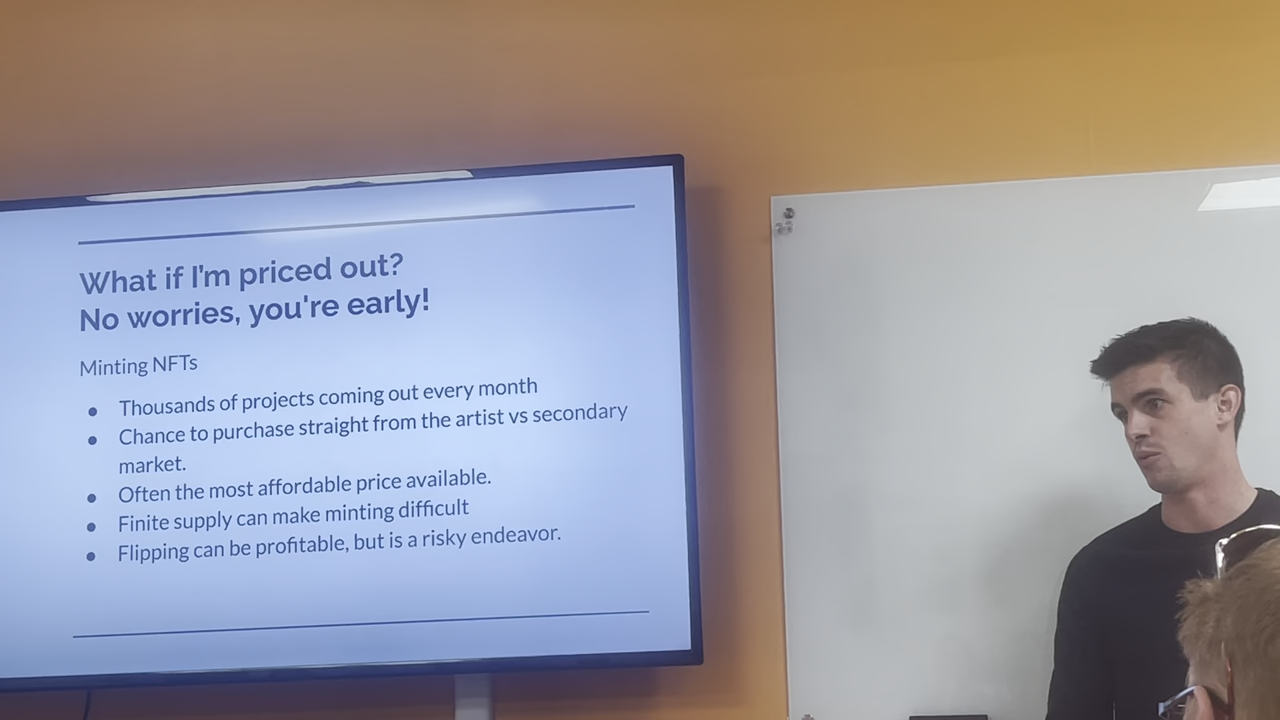 What if I'm priced out?
No worries, you're early!
Minting NFTs
● Thousands of projects coming out every month
● Chance to purchase straight from the artist vs secondary
market.
● Often the most affordable price available.
● Finite supply can make minting difficult
● Flipping can be profitable, but is a risky endeavor.